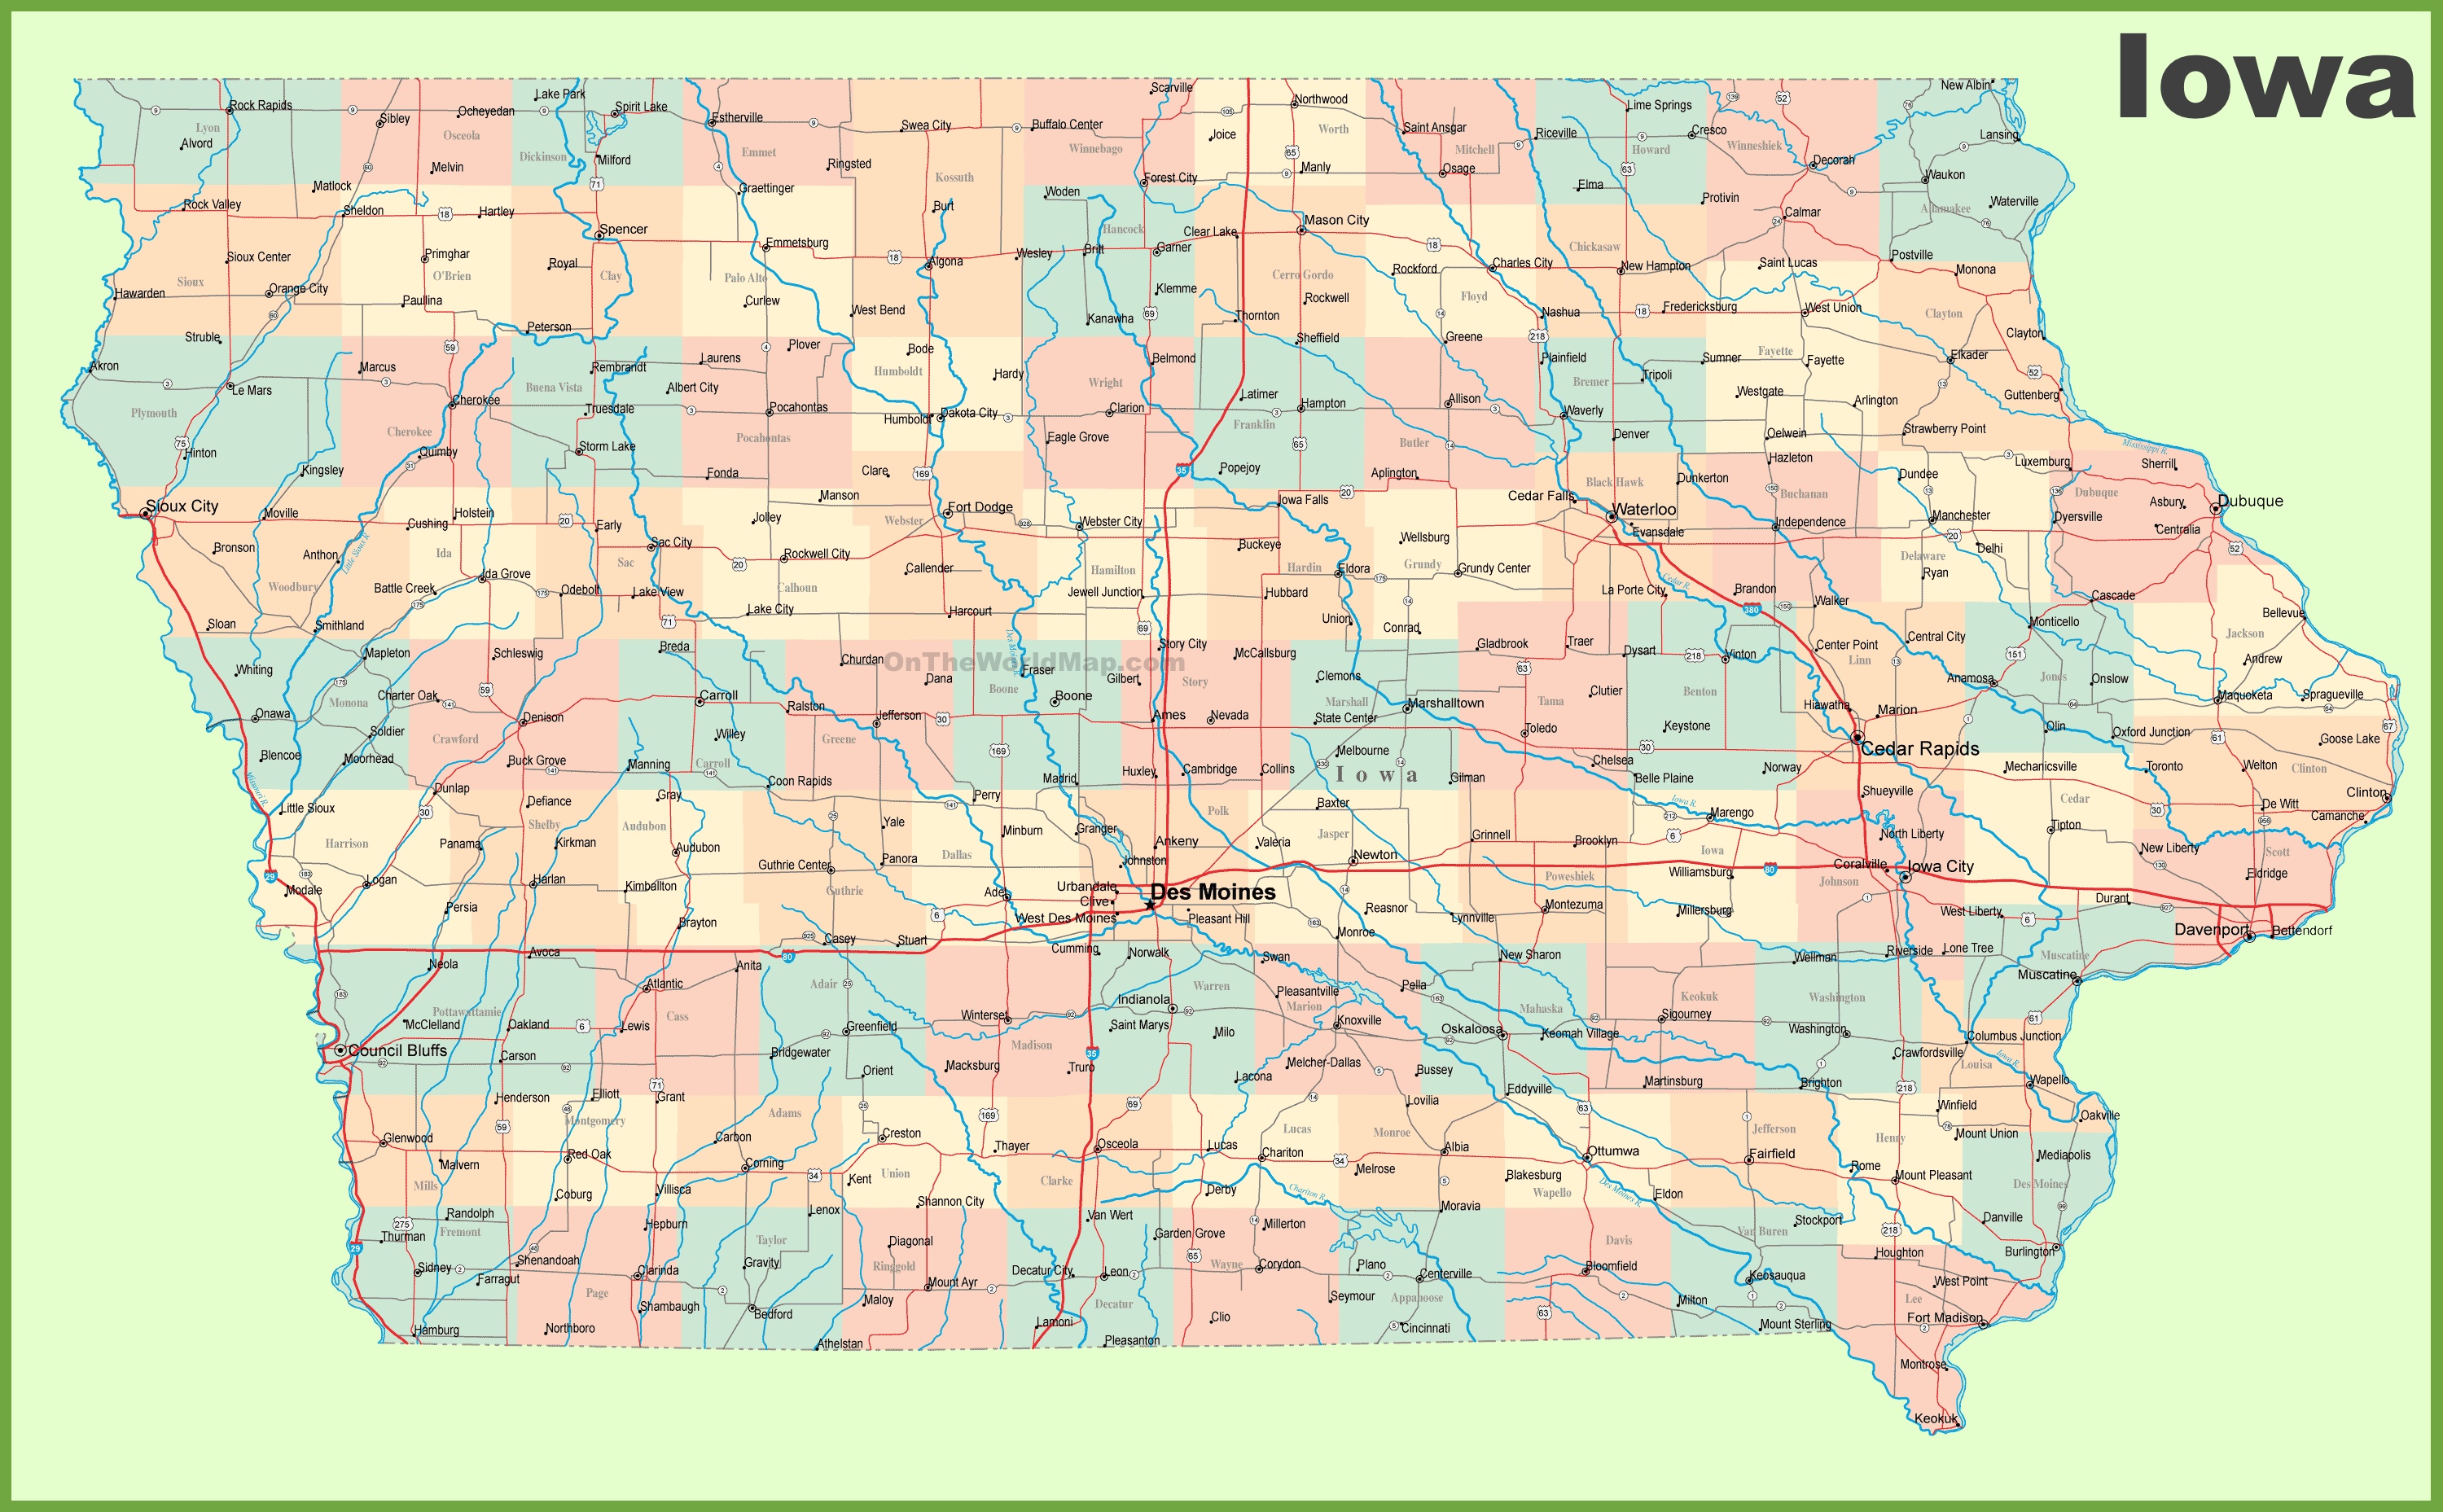 Iowa
Rock Rapids
Lyon
Alvord
Sibley
Ocheyedan
Osceola
Melvin
Matlock
Lake Park
Spirit Lake
Dickinson
Milford
Estherville
Emmet
Ringsted
Graettinger
Swea City
Kossuth
Burt
Buffalo Center
Winnebago
Scarville
Forest City
Woden
Joice
Northwood
Worth
Manly
Saint Ansgar
Mitchell
Osage
Riceville
Lime Springs
Howard
Cresco
Elma
Protivin
Winneshiek
Decorah
Calmar
New Albin
Lansing
Waukon
Waterville
Allamakee
Postville
Rock Valley
Sheldon
Hartley
Sioux Center
Sioux
Orange City
Hawarden
Primghar
O'Brien
Paullina
Spencer
Royal
Clay
Peterson
Emmetsburg
Palo Alto
Curlew
West Bend
Algona
Wesley
Britt
Hancock
Garner
Klemme
Kanawha
Clear Lake
Mason City
Cerro Gordo
Rockwell
Thornton
Sheffield
Rockford
Floyd
Charles City
Greene
Chickasaw
New Hampton
Nashua
Fredericksburg
Saint Lucas
West Union
Fayette
Fayette
Monona
Clayton
Clayton
Elkader
Guttenberg
Struble
Akron
Le Mars
Plymouth
Hinton
Kingsley
Marcus
Cherokee
Cherokee
Quimby
Buena Vista
Rembrandt
Truesdale
Storm Lake
Albert City
Laurens
Plover
Pocahontas
Pocahontas
Fonda
Bode
Humboldt
Humboldt
Dakota City
Hardy
Clare
Belmond
Wright
Clarion
Eagle Grove
Latimer
Hampton
Franklin
Popejoy
Allison
Butler
Aplington
Plainfield
Bremer
Tripoli
Waverly
Denver
Sumner
Westgate
Arlington
Oelwein
Strawberry Point
Mississippi R.
Sioux City
Moville
Bronson
Anthon
Little Sioux R.
Woodbury
Sloan
Smithland
Cushing
Holstein
Ida
Battle Creek
Ida Grove
Early
Sac
Sac City
Odebolt
Lake View
Manson
Jolley
Rockwell City
Calhoun
Lake City
Webster
Fort Dodge
Callender
Harcourt
Webster City
Hamilton
Jewell Junction
Iowa Falls
Buckeye
Hardin
Eldora
Hubbard
Union
Wellsburg
Grundy
Grundy Center
Conrad
Cedar Falls
Black Hawk
Waterloo
Evansdale
Dunkerton
Cedar R.
La Porte City
Hazleton
Buchanan
Independence
Brandon
Walker
Dundee
Manchester
Delaware
Delhi
Ryan
Luxemburg
Dubuque
Sherrill
Asbury
Dubuque
Dyersville
Centralia
Cascade
Bellevue
Jackson
Andrew
Maquoketa
Spragueville
Whiting
Mapleton
Charter Oak
Monona
Onawa
Soldier
Blencoe
Moorhead
Missouri R.
Schleswig
Denison
Crawford
Buck Grove
Breda
Carroll
Willey
Carroll
Manning
Coon Rapids
Churdan
Ralston
Jefferson
Greene
OnTheWorldMap.com
Dana
Des Moines R.
Fraser
Boone
Boone
Madrid
Story City
Gilbert
Story
Ames
Nevada
McCallsburg
Huxley
Cambridge
Collins
Clemons
Marshall
State Center
Marshalltown
Melbourne
Iowa
Gladbrook
Traer
Tama
Clutier
Toledo
Gilman
Chelsea
Dysart
Vinton
Benton
Keystone
Belle Plaine
Norway
Center Point
Linn
Central City
Hiawatha
Marion
Cedar Rapids
Monticello
Anamosa
Jones
Onslow
Olin
Oxford Junction
Mechanicsville
Toronto
Goose Lake
Welton
Clinton
De Witt
Clinton
Camanche
Little Sioux
Dunlap
Harrison
Modale
Logan
Panama
Persia
Defiance
Shelby
Kirkman
Harlan
Gray
Audubon
Audubon
Kimballton
Brayton
Perry
Yale
Panora
Guthrie Center
Guthrie
Casey
Stuart
Minburn
Dallas
Adel
Granger
Johnston
Urbandale
Clive
West Des Moines
Des Moines
Pleasant Hill
Ankeny
Polk
Valeria
Baxter
Jasper
Newton
Reasnor
Monroe
Grinnell
Brooklyn
Poweshiek
Lynnville
Montezuma
Iowa R.
Marengo
Iowa
Williamsburg
Millersburg
Shueyville
North Liberty
Coralville
Johnson
Iowa City
Cedar
Tipton
New Liberty
Scott
Eldridge
Durant
West Liberty
Davenport
Bettendorf
Neola
McClelland
Pottawattamie
Council Bluffs
Avoca
Oakland
Carson
Atlantic
Lewis
Cass
Anita
Adair
Greenfield
Bridgewater
Orient
Winterset
Madison
Macksburg
Cumming
Norwalk
Indianola
Saint Marys
Truro
Warren
Milo
Lacona
Swan
Pleasantville
Marion
Knoxville
Melcher-Dallas
Pella
Bussey
New Sharon
Mahaska
Oskaloosa
Keomah Village
Eddyville
Keokuk
Sigourney
Martinsburg
Wellman
Washington
Washington
Brighton
Riverside
Lone Tree
Muscatine
Muscatine
Columbus Junction
Crawfordsville
Iowa R.
Louisa
Wapello
Oakville
Glenwood
Malvern
Mills
Henderson
Elliott
Montgomery
Red Oak
Coburg
Grant
Villisca
Carbon
Adams
Corning
Creston
Kent
Union
Shannon City
Thayer
Osceola
Clarke
Lucas
Lucas
Chariton
Derby
Chariton R.
Lovilia
Monroe
Albia
Melrose
Moravia
Ottumwa
Blakesburg
Wapello
Des Moines R.
Eldon
Jefferson
Fairfield
Henry
Rome
Mount Pleasant
Winfield
Mount Union
Mediapolis
Des Moines
Danville
Burlington
Randolph
Thurman
Fremont
Sidney
Farragut
Hamburg
Shenandoah
Hepburn
Clarinda
Page
Shambaugh
Northboro
Lenox
Taylor
Gravity
Bedford
Athelstan
Diagonal
Ringgold
Mount Ayr
Maloy
Van Wert
Decatur City
Leon
Decatur
Lamoni
Pleasanton
Garden Grove
Millerton
Wayne
Corydon
Clio
Plano
Seymour
Centerville
Appanoose
Cincinnati
Davis
Bloomfield
Milton
Van Buren
Stockport
Keosauqua
Mount Sterling
Houghton
West Point
Lee
Fort Madison
Montrose
Keokuk